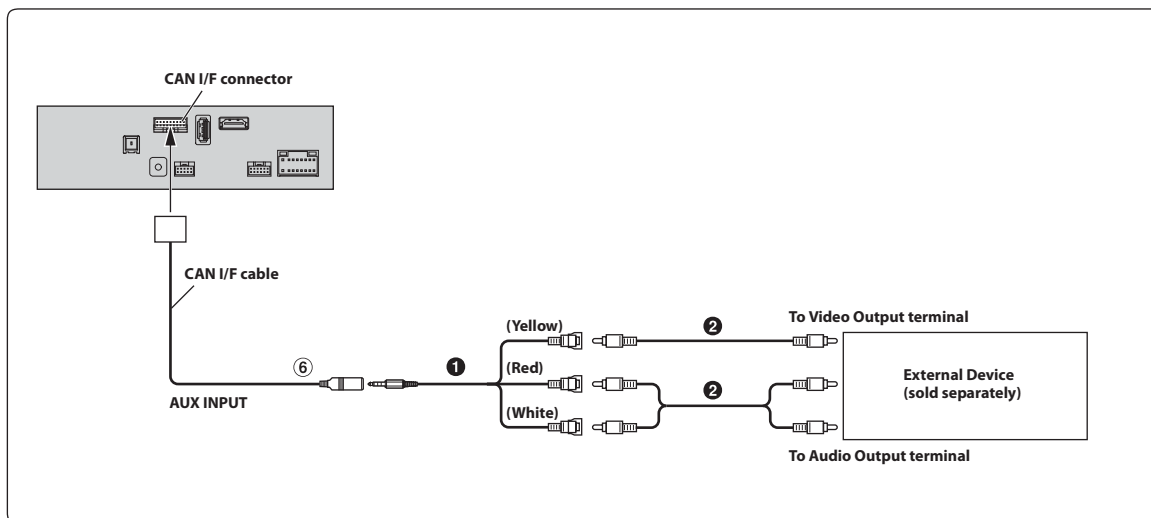 CAN I/F connector
CAN I/F cable
(Yellow)
❷
To Video Output terminal
⑥
❶
(Red)
❷
External Device
(sold separately)
AUX INPUT
(White)
To Audio Output terminal